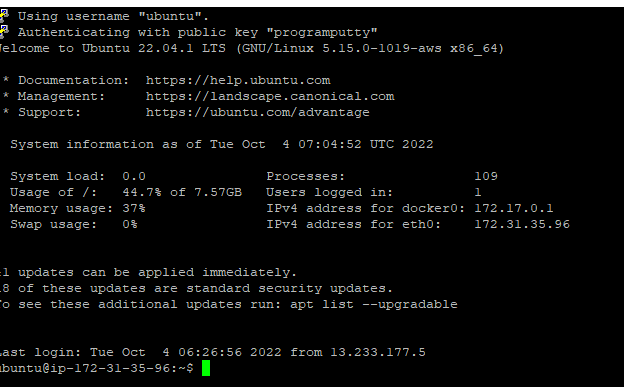 Using username "ubuntu".
Authenticating with public key "programputty"
elcome to Ubuntu 22.04.1 LTS (GNU/Linux 5.15.0-1019-aws x86_64)
* Documentation:  https://help.ubuntu.com
* Management:     https://landscape.canonical.com
* Support:        https://ubuntu.com/advantage
System information as of Tue Oct  4 07:04:52 UTC 2022
System load:  0.0                Processes:                109
Usage of /:   44.7% of 7.57GB   Users logged in:          1
Memory usage: 37%               IPv4 address for docker0: 172.17.0.1
Swap usage:   0%                IPv4 address for eth0:    172.31.35.96
1 updates can be applied immediately.
8 of these updates are standard security updates.
o see these additional updates run: apt list --upgradable
Last login: Tue Oct  4 06:26:56 2022 from 13.233.177.5
ubuntu@ip-172-31-35-96:~$